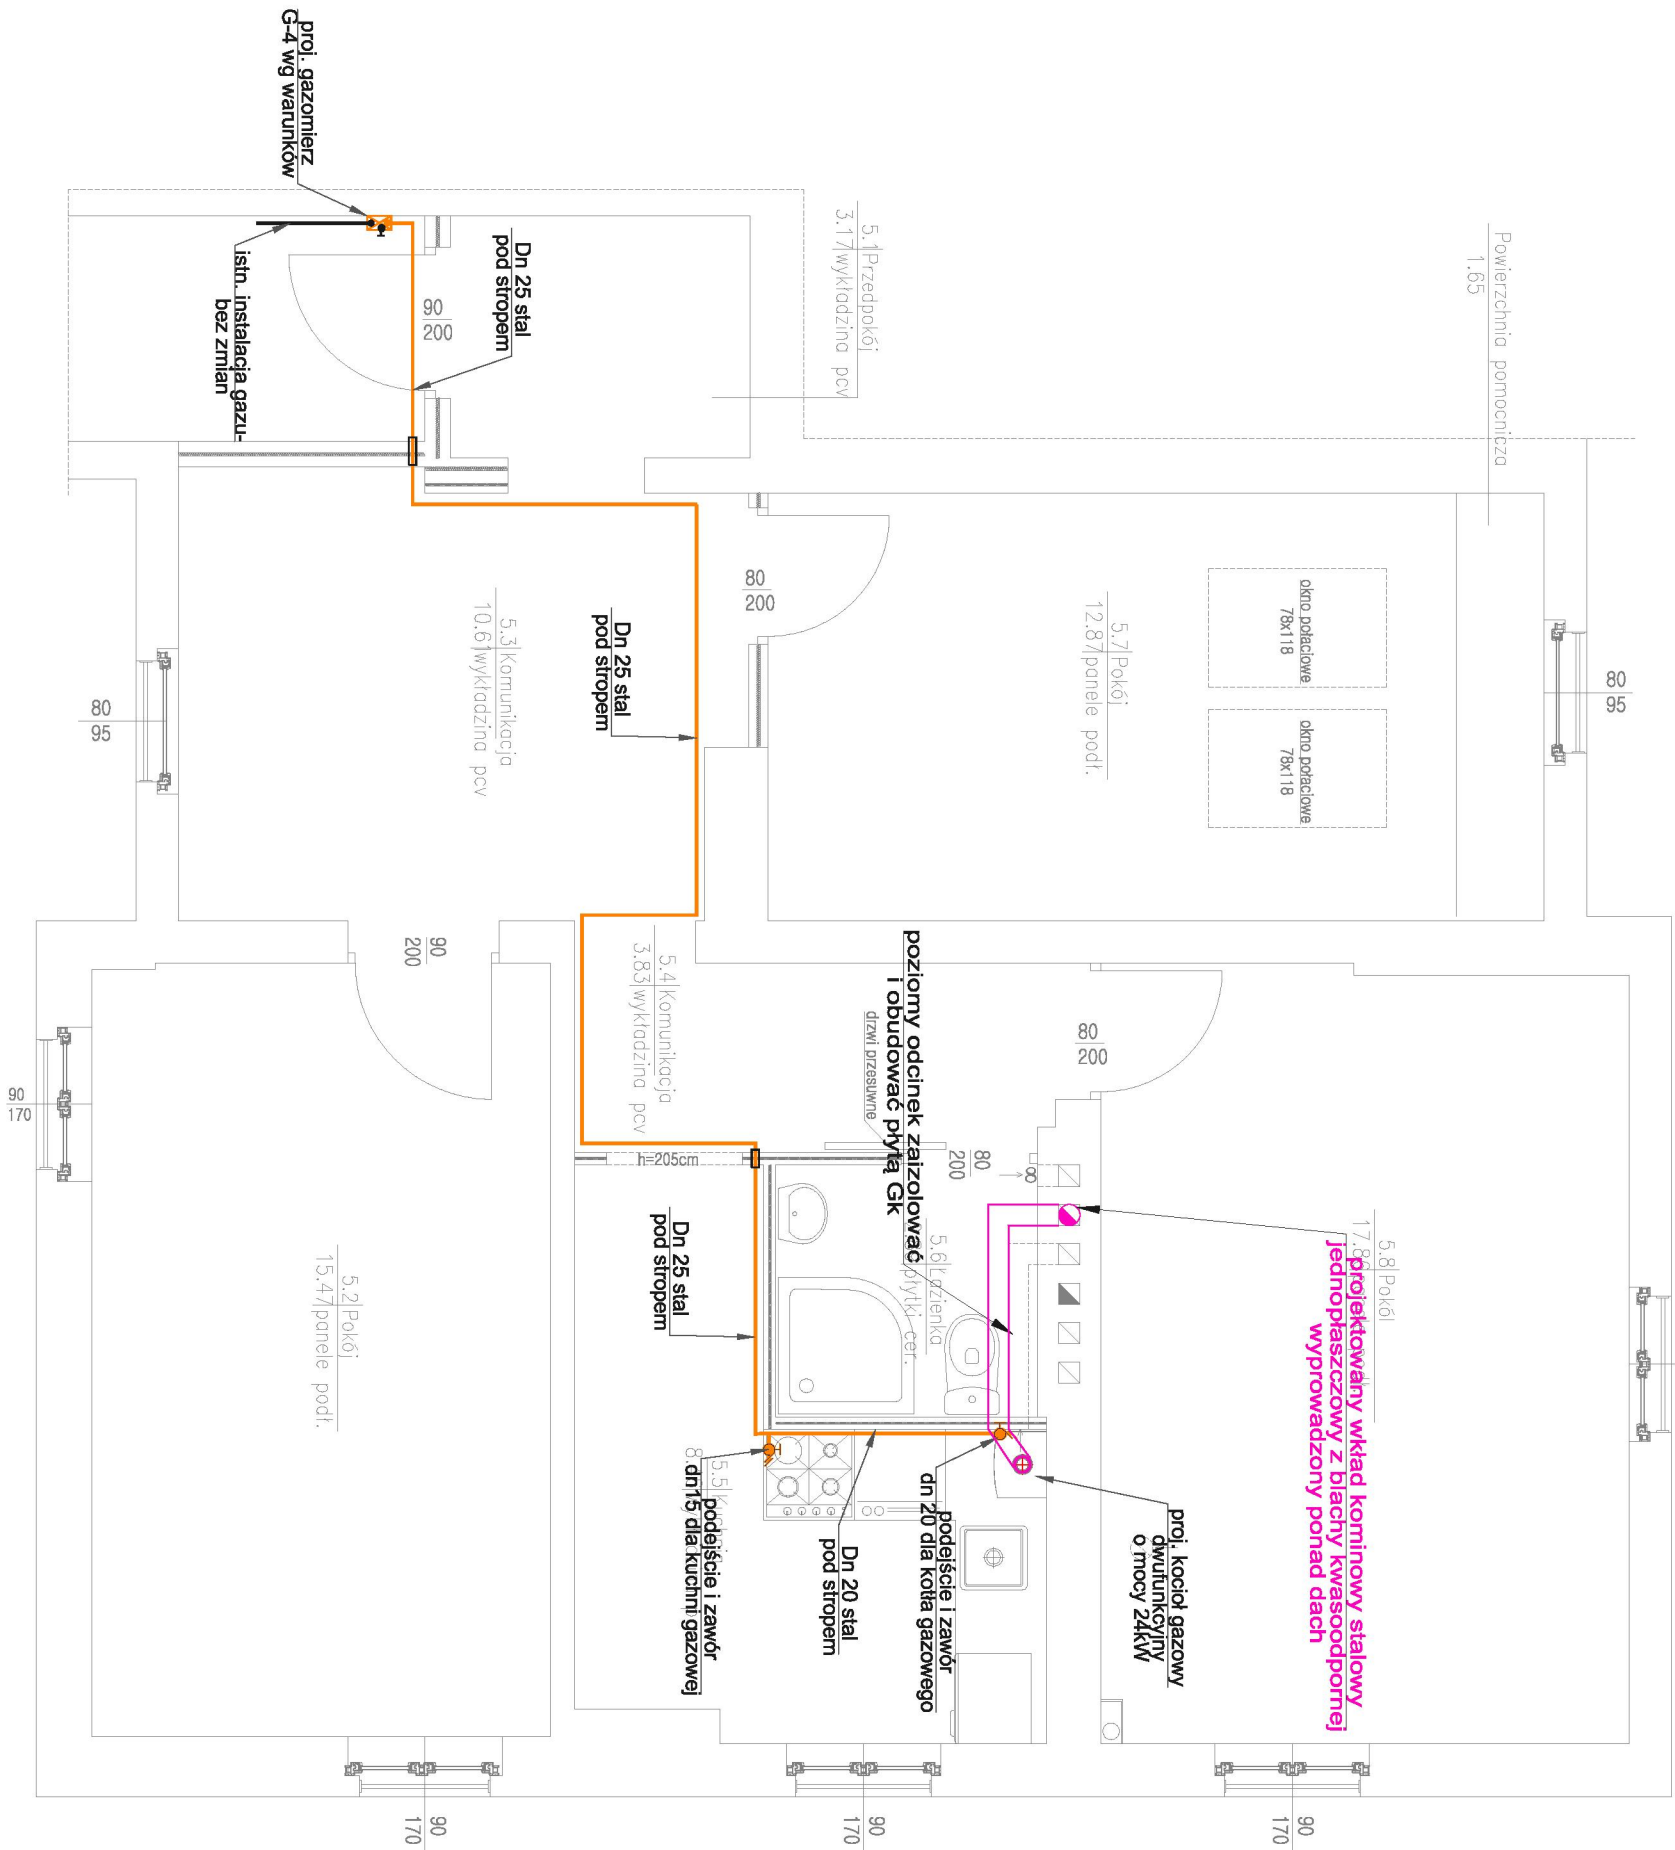 proj. gazomierz
G-4 wg warunków
istn. instalacja gazu-
bez zmian
Dn 25 stal
pod stropem
90
200
5.1 Przedpokój
3.17 wykładzina pcv
Powierzchnia pomocnicza
1.65
80
200
5.3 Komunikacja
10.61 wykładzina pcv
Dn 25 stal
pod stropem
5.7 Pokój
12.87 panele podł.
okno połaciowe
78x118
okno połaciowe
78x118
80
95
80
95
90
200
5.4 Komunikacja
3.83 wykładzina pcv
poziomy odcinek zaizolować
i obudować płytą Gk
drzwi przesuwne
80
200
80
200
h=205cm
90
170
5.2 Pokój
15.47 panele podł.
Dn 25 stal
pod stropem
5.6 Łazienka
płytki cer.
5.8 Pokój
projektowany wkład kominowy stalowy
jednopłaszczowy z blachy kwasoodpornej
wyprowadzony ponad dach
podejście i zawór
dn15 dla kuchni gazowej
Dn 20 stal
pod stropem
podejście i zawór
dn 20 dla kotła gazowego
proj. kocioł gazowy
dwufunkcyjny
o mocy 24kW
90
170
90
170
90
170